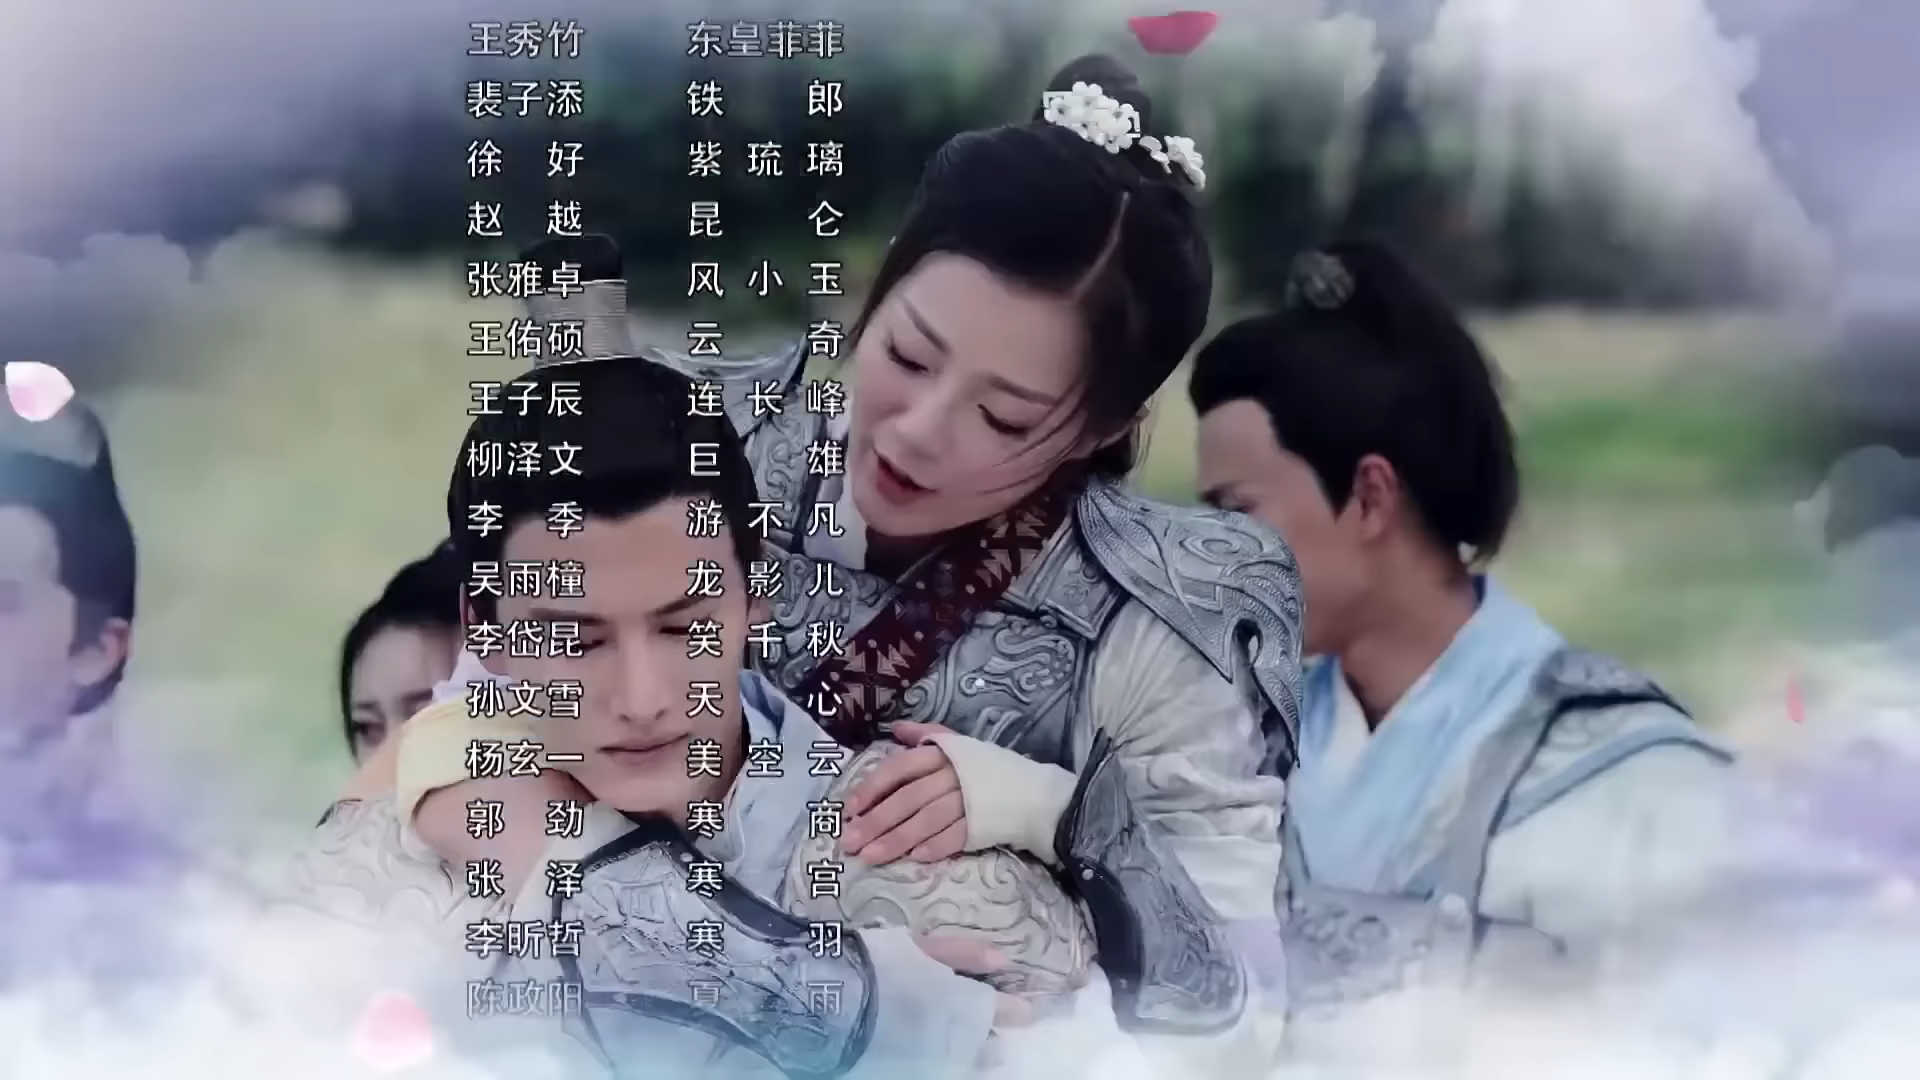 王秀竹 东皇菲菲
裴子添 铁郎
徐好 紫琉璃
赵越 昆仑
张雅卓 风小玉
王佑硕 云奇
王子辰 连长峰
柳泽文 巨雄
李季 游不凡
吴雨橦 龙影儿
李岱昆 笑千秋
孙文雪 天心
杨玄一 美空云
郭劲 寒商
张泽 寒宫
李昕哲 寒羽
陈政阳 夏雨